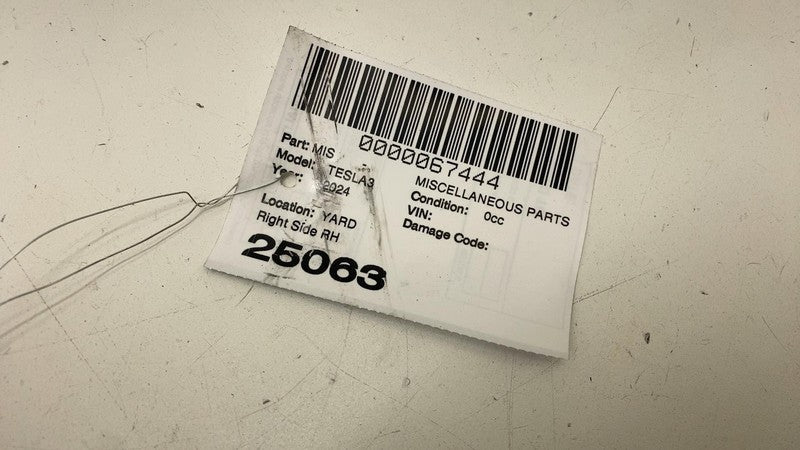 0000067444
Part: MIS MISCELLANEOUS PARTS
Model: TESLA3 Condition: 0cc
Year: 2024 VIN:
Damage Code:
Location: YARD
Right Side RH
25063